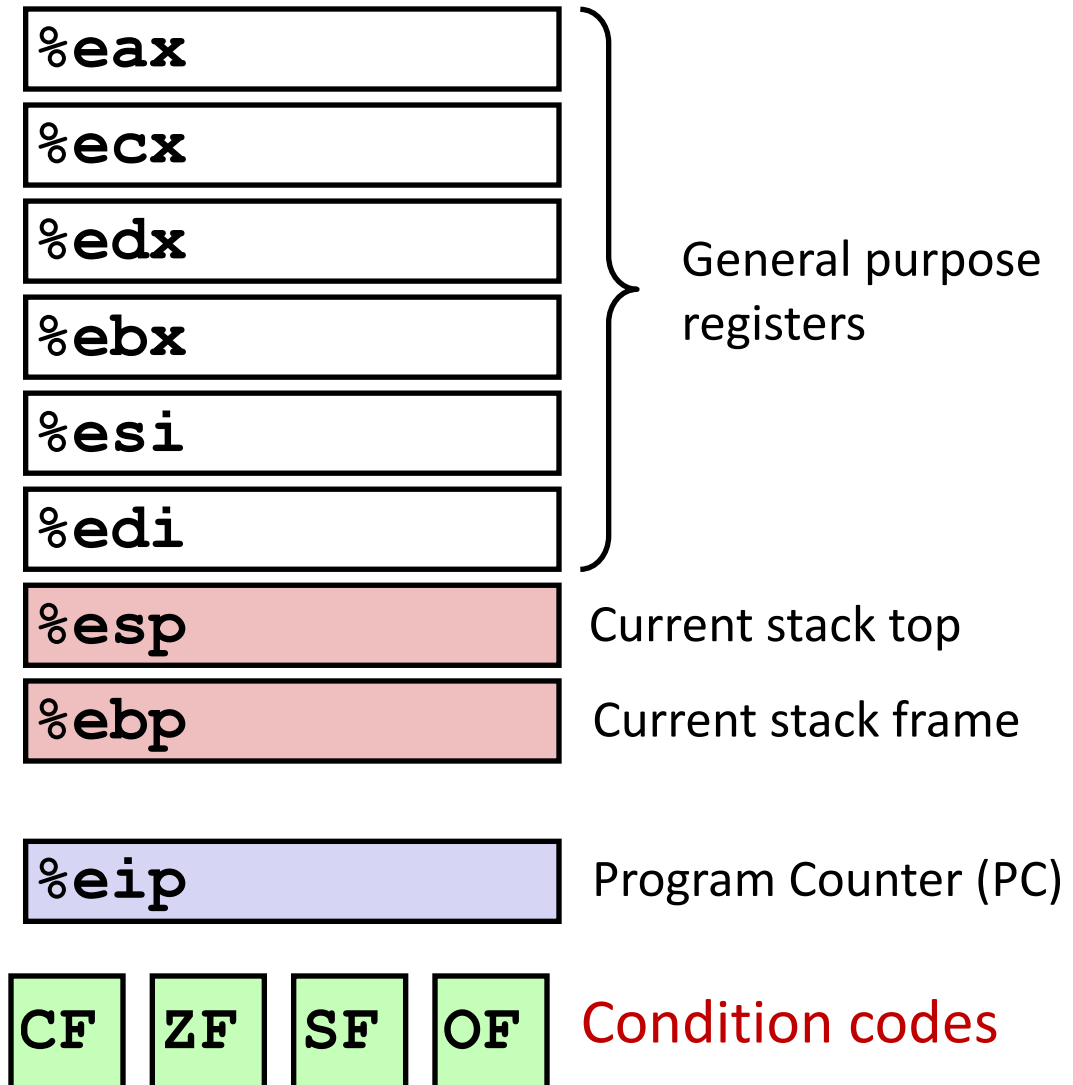 %eax
%ecx
%edx
%ebx
%esi
%edi
General purpose
registers
%esp Current stack top
%ebp Current stack frame
%eip Program Counter (PC)
CF ZF SF OF Condition codes